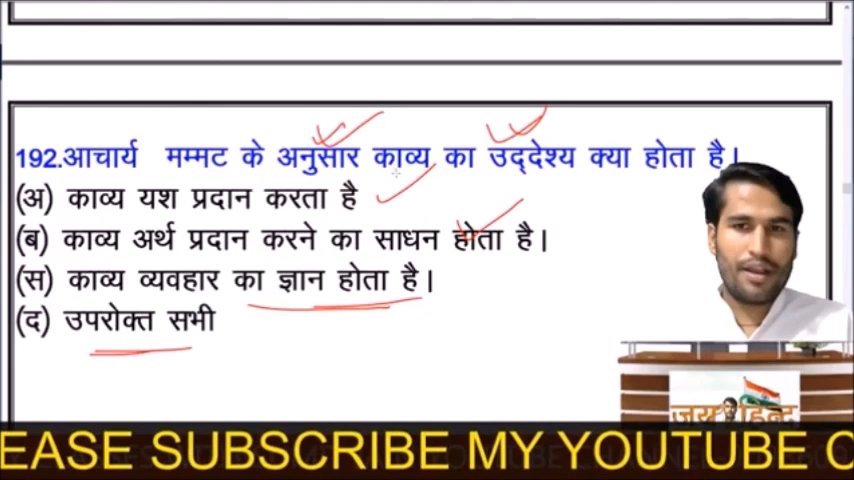 192.आचार्य मम्मट के अनुसार काव्य का उद्देश्य क्या होता है।
(अ) काव्य यश प्रदान करता है
(ब) काव्य अर्थ प्रदान करने का साधन होता है।
(स) काव्य व्यवहार का ज्ञान होता है।
(द) उपरोक्त सभी
जय हिन्द
EASE SUBSCRIBE MY YOUTUBE C